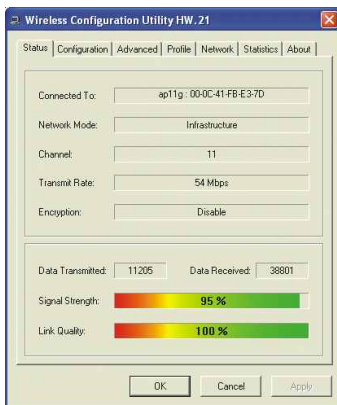 Wireless Configuration Utility HW.21
Status Configuration Advanced Profile Network Statistics About
Connected To: ap11g : 00-0C-41-FB-E3-7D
Network Mode: Infrastructure
Channel: 11
Transmit Rate: 54 Mbps
Encryption: Disable
Data Transmitted: 11205 Data Received: 38801
Signal Strength: 95 %
Link Quality: 100 %
OK Cancel Apply